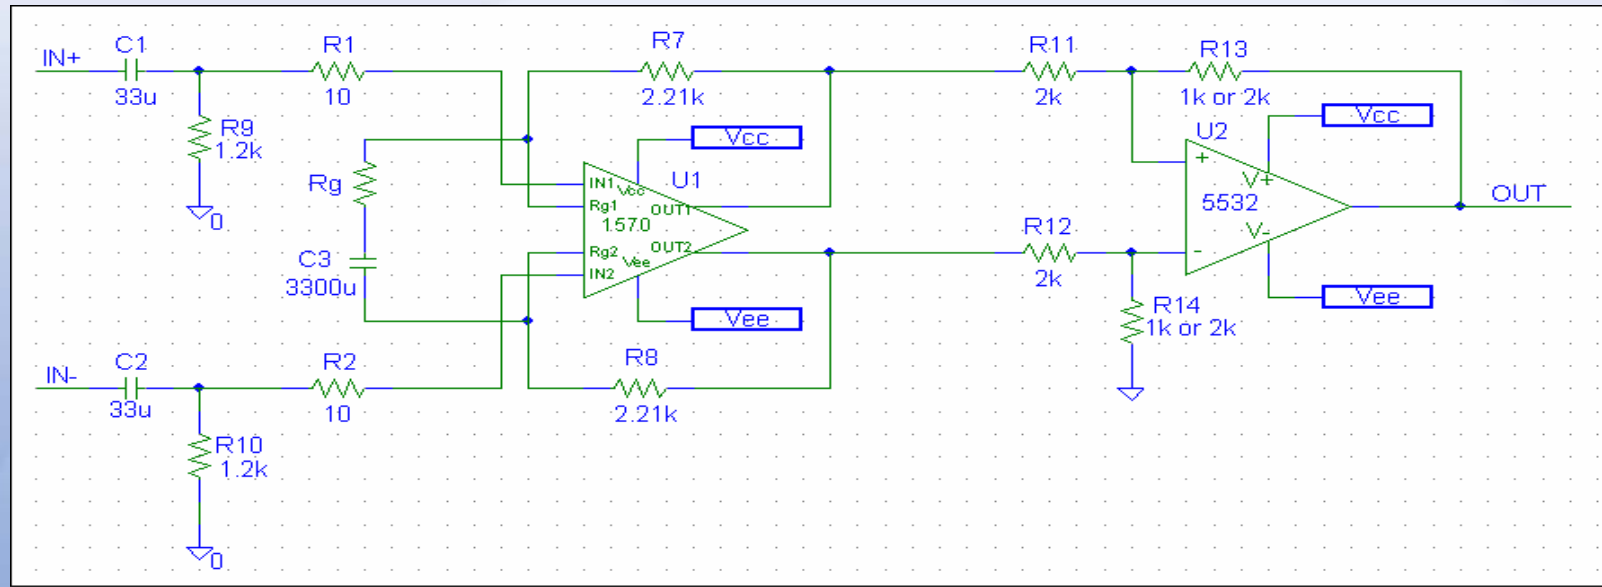 IN+
C1
33u
R9
1.2k
0
R1
10
R7
2.21k
Rg
C3
3300u
Vcc
U1
IN1
Vcc
Rg1
OUT1
1570
Rg2
OUT2
Vee
IN2
Vee
R8
2.21k
IN-
C2
33u
R10
1.2k
0
R2
10
R11
2k
R13
1k or 2k
Vcc
U2
+
V+
5532
V-
-
OUT
R12
2k
R14
1k or 2k
Vee